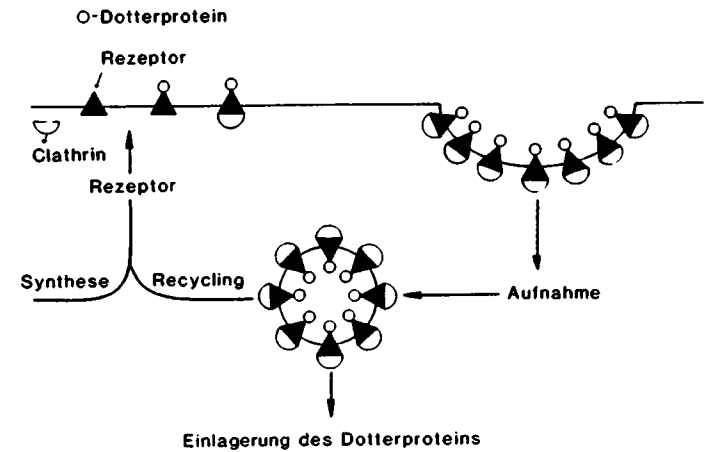 O-Dotterprotein
Rezeptor
Clathrin
Rezeptor
Synthese
Recycling
Aufnahme
Einlagerung des Dotterproteins